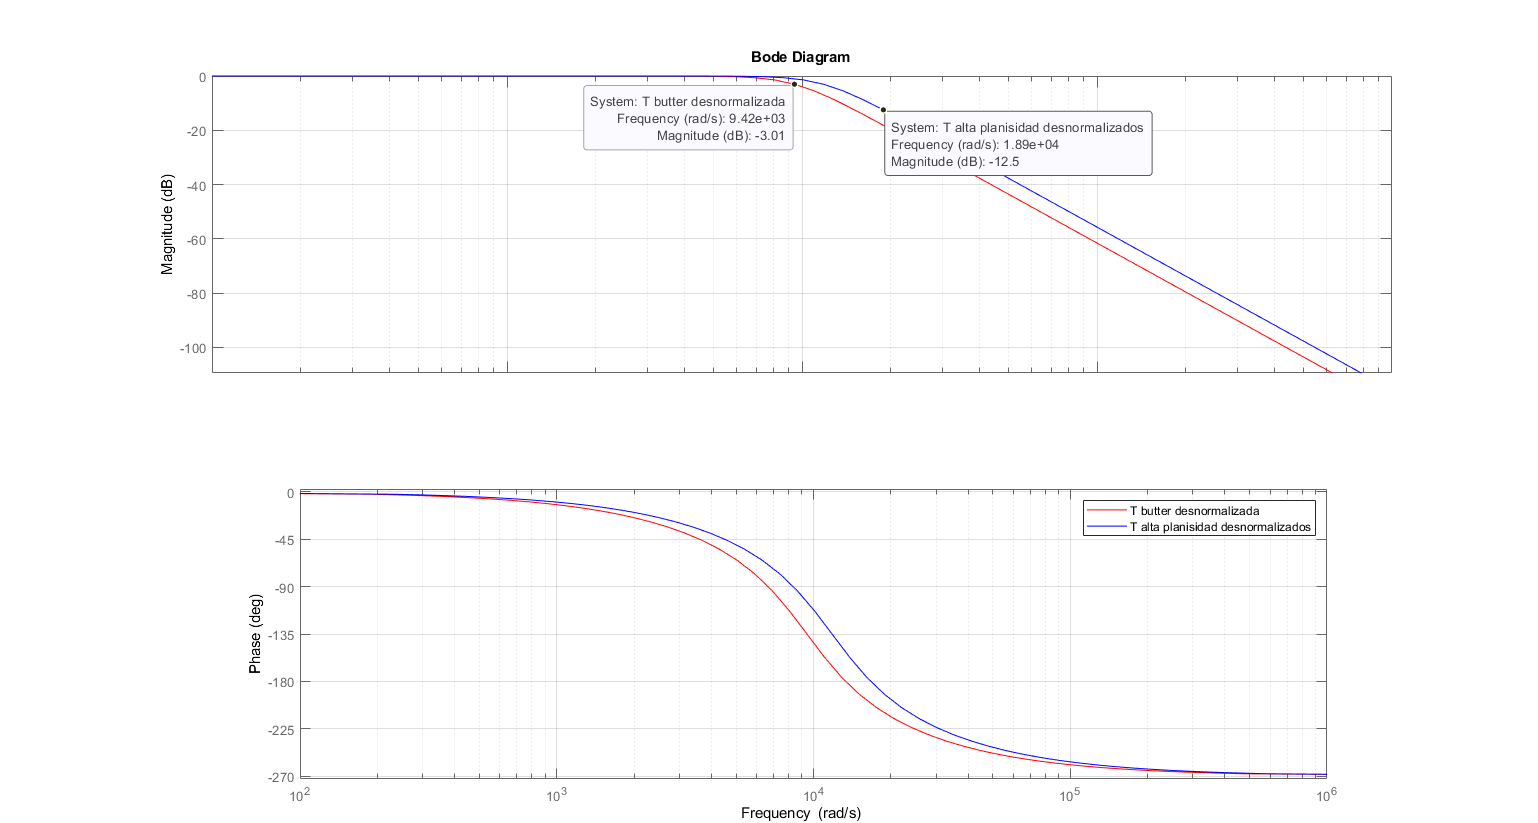 Bode Diagram
Magnitude (dB)
0
-20
-40
-60
-80
-100
System: T butter desnormalizada
Frequency (rad/s): 9.42e+03
Magnitude (dB): -3.01
System: T alta planisidad desnormalizados
Frequency (rad/s): 1.89e+04
Magnitude (dB): -12.5
Phase (deg)
0
-45
-90
-135
-180
-225
-270
T butter desnormalizada
T alta planisidad desnormalizados
10² 10³ 10⁴ 10⁵ 10⁶
Frequency (rad/s)